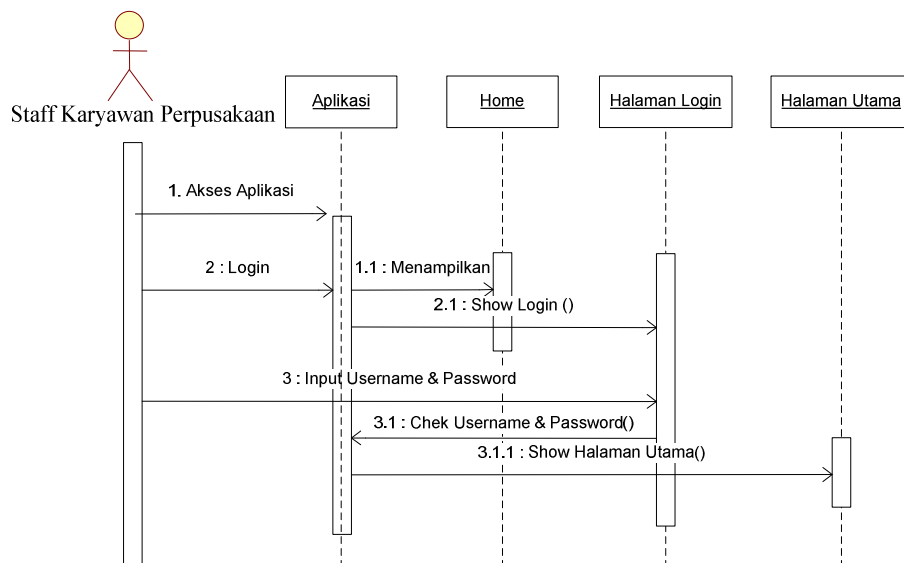 Staff Karyawan Perpusakaan
Aplikasi
Home
Halaman Login
Halaman Utama
1. Akses Aplikasi
2 : Login
1.1 : Menampilkan
2.1 : Show Login ()
3 : Input Username & Password
3.1 : Chek Username & Password()
3.1.1 : Show Halaman Utama()